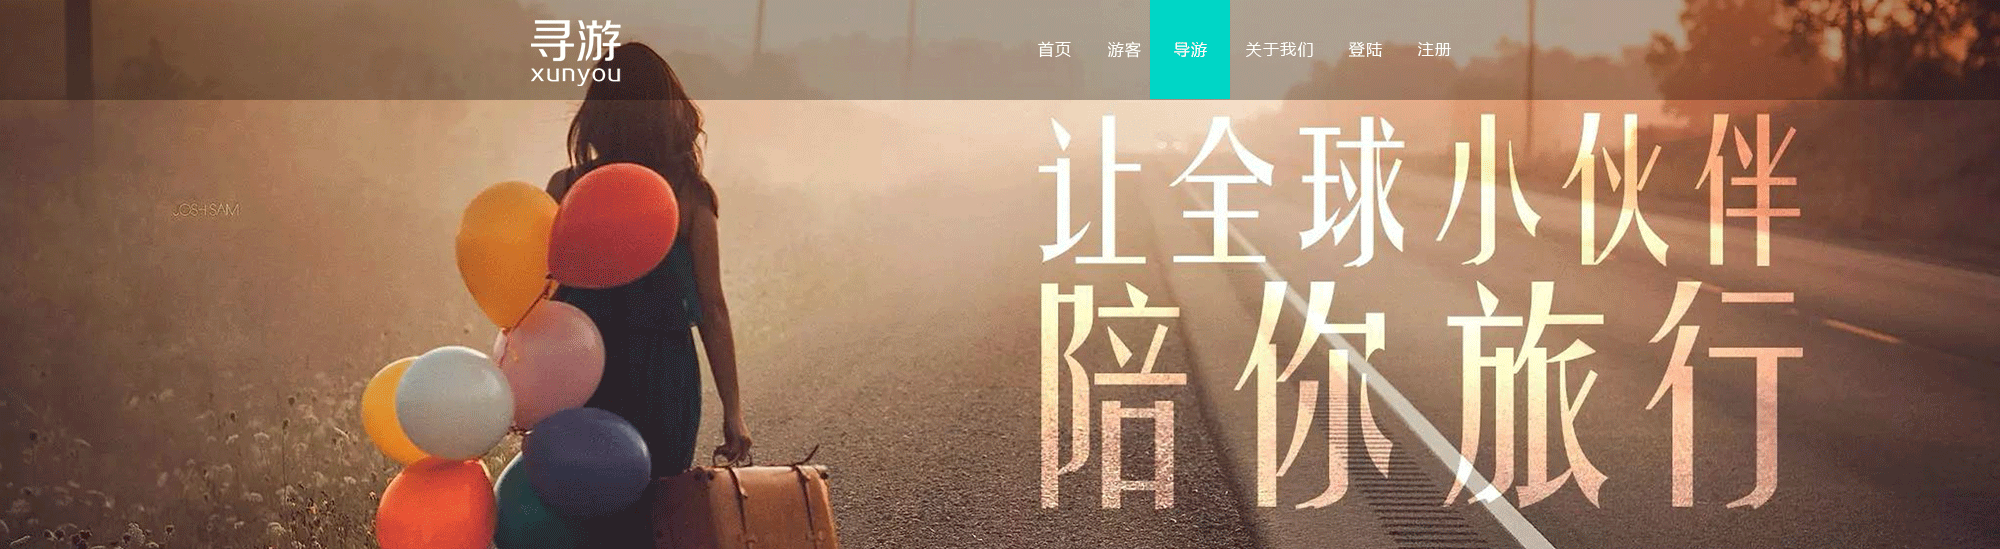 寻游
xunyou
首页 游客 导游 关于我们 登陆 注册
让全球小伙伴
陪你旅行
JOSH SAM